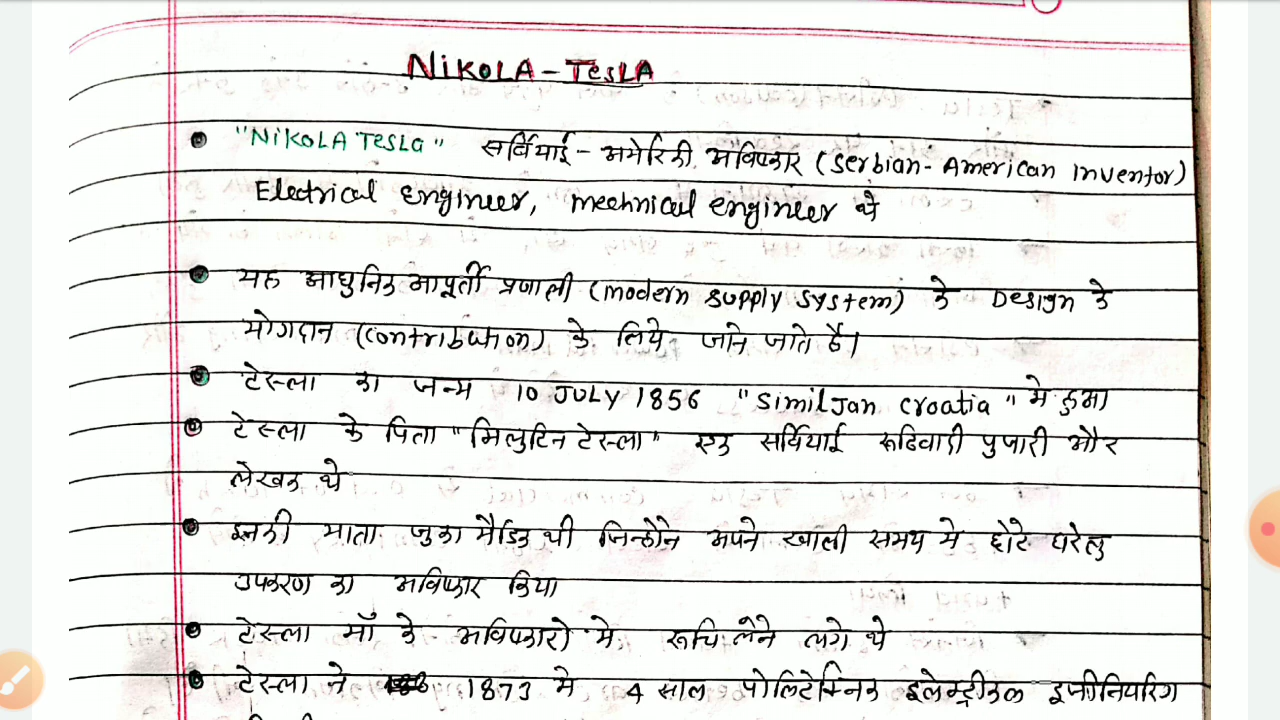 NIKOLA - TESLA
"NIKOLA TESLA" सर्वियाई - अमेरिकी अविष्कार (Serbian - American inventor)
Electrical engineer, mechnical engineer थे
यह आधुनिक आपूर्ती प्रणाली (modern supply system) के Design के
योगदान (contribution) के लिये जाने जाते है।
टेस्ला का जन्म 10 JULY 1856 "Similjan Croatia" मे हुआ
टेस्ला के पिता "मिलुटिन टेस्ला" एक सर्वियाई रूढिवादी पुजारी और
लेखक थे
इनकी माता जुका मैडिक थी जिन्होने अपने खाली समय मे छोटे घरेलु
उपकरण का अविष्कार किया
टेस्ला माँ के अविष्कारो मे रूचि लेने लगे थे
टेस्ला ने 1873 मे 4 साल पोलिटेक्निक इलेक्ट्रीकल इंजीनियरिंग